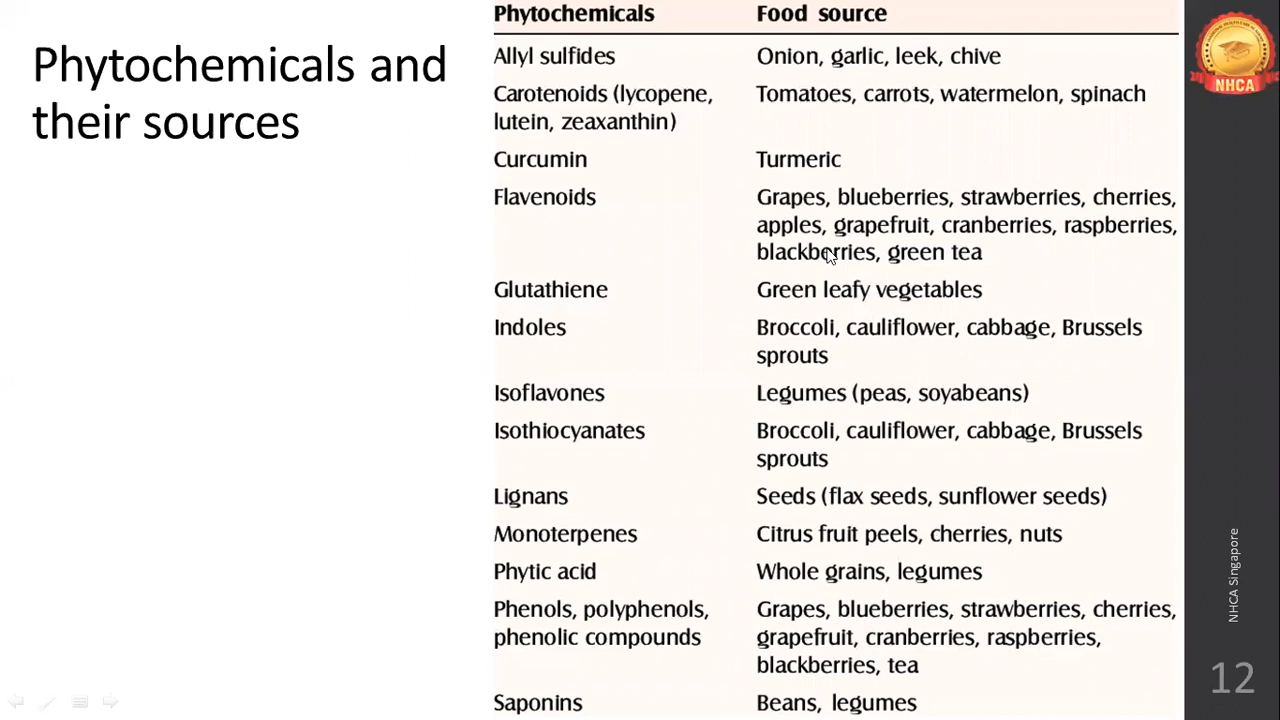 Phytochemicals and
their sources
Phytochemicals Food source
Allyl sulfides Onion, garlic, leek, chive
Carotenoids (lycopene, Tomatoes, carrots, watermelon, spinach
lutein, zeaxanthin)
Curcumin Turmeric
Flavenoids Grapes, blueberries, strawberries, cherries,
apples, grapefruit, cranberries, raspberries,
blackberries, green tea
Glutathiene Green leafy vegetables
Indoles Broccoli, cauliflower, cabbage, Brussels
sprouts
Isoflavones Legumes (peas, soyabeans)
Isothiocyanates Broccoli, cauliflower, cabbage, Brussels
sprouts
Lignans Seeds (flax seeds, sunflower seeds)
Monoterpenes Citrus fruit peels, cherries, nuts
Phytic acid Whole grains, legumes
Phenols, polyphenols, Grapes, blueberries, strawberries, cherries,
phenolic compounds grapefruit, cranberries, raspberries,
blackberries, tea
Saponins Beans, legumes
NHCA
NHCA Singapore
12